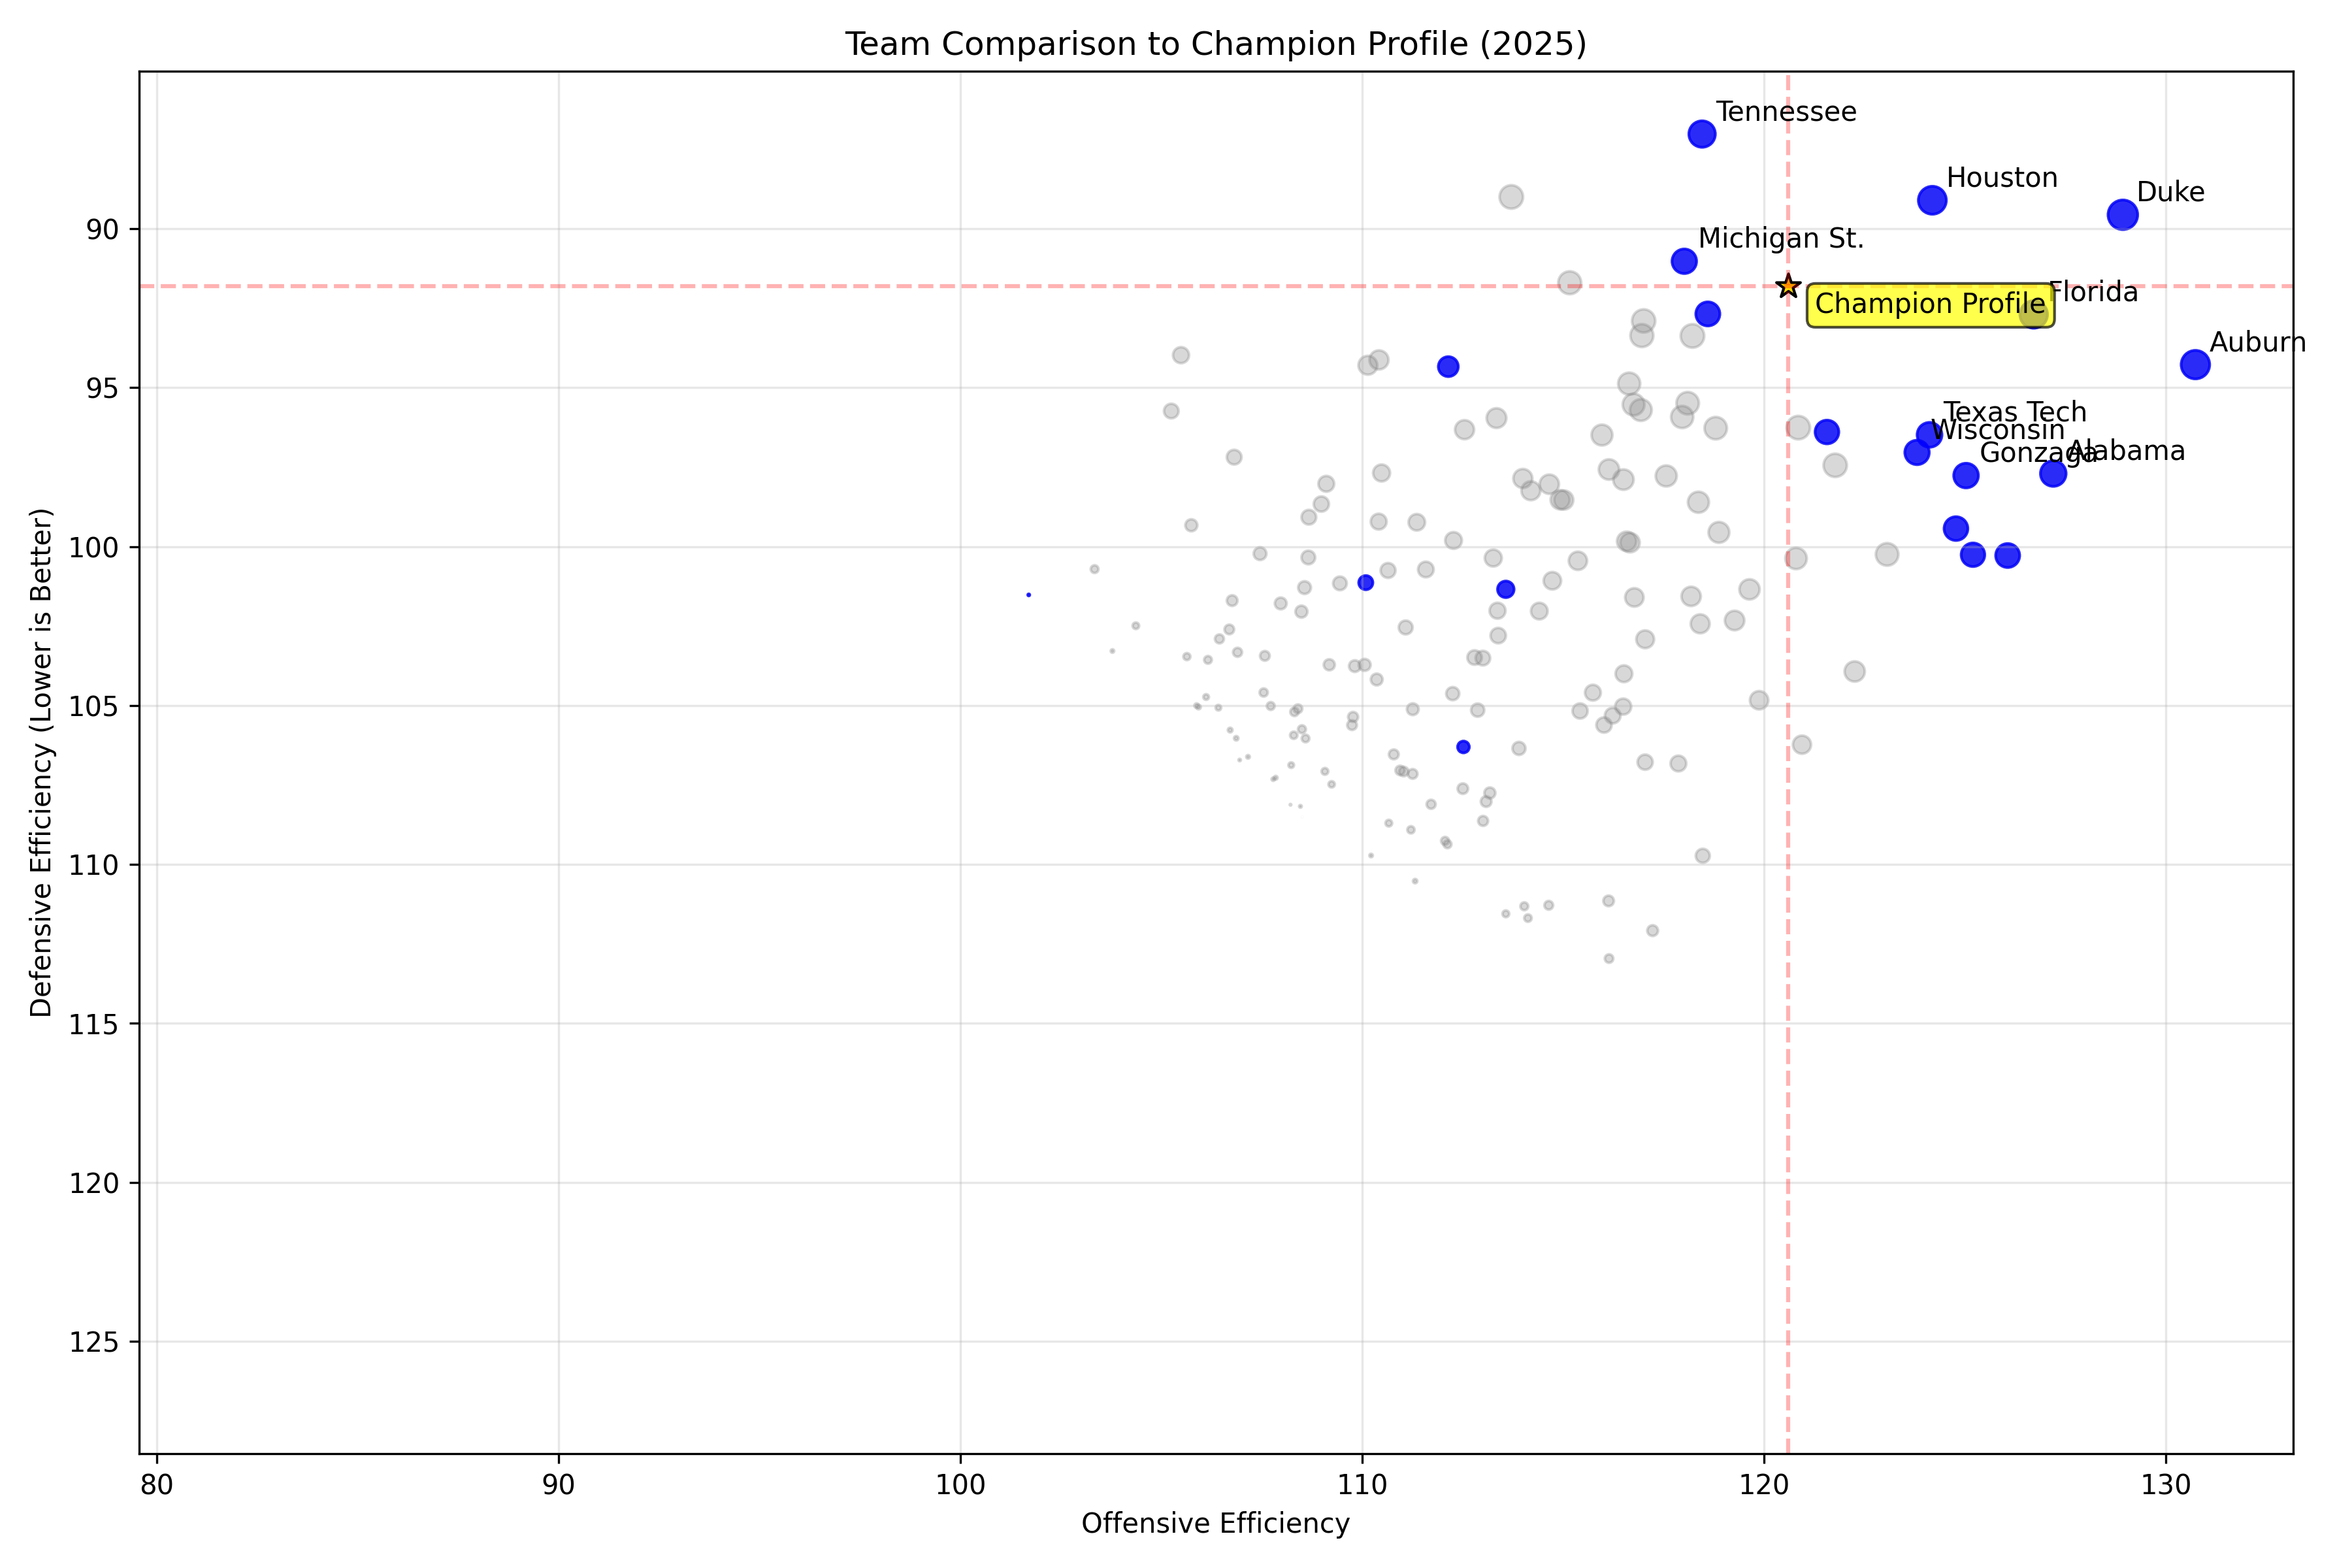 Team Comparison to Champion Profile (2025)
Tennessee
Houston
Duke
Michigan St.
Champion Profile
Florida
Auburn
Texas Tech
Wisconsin
Gonzaga
Alabama
90
95
100
105
110
115
120
125
Defensive Efficiency (Lower is Better)
80
90
100
110
120
130
Offensive Efficiency